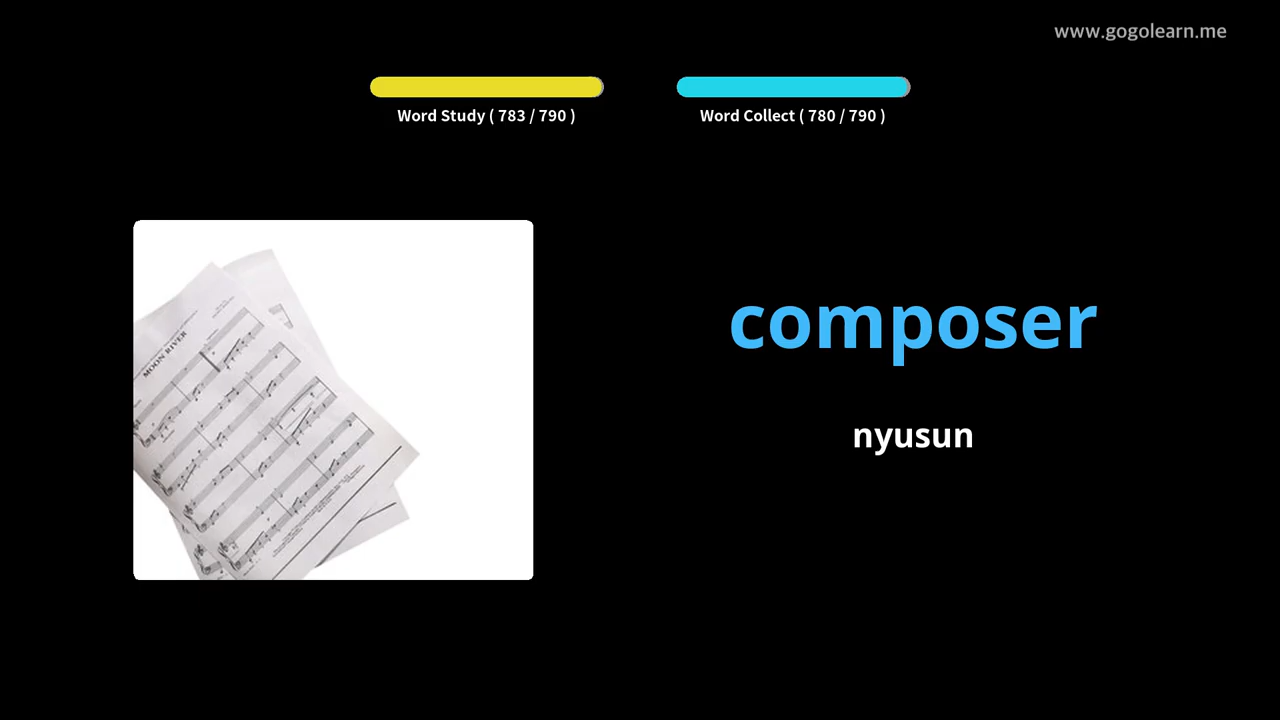 www.gogolearn.me
Word Study ( 783 / 790 )
Word Collect ( 780 / 790 )
MOON RIVER
composer
nyusun